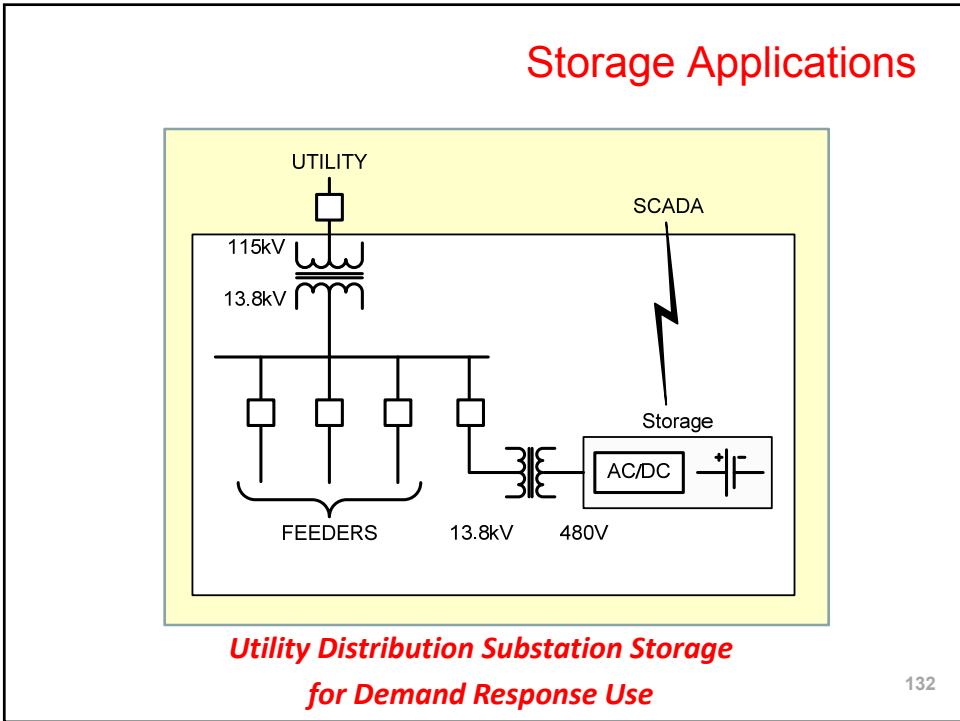 Storage Applications
UTILITY
SCADA
115kV
13.8kV
Storage
+ -
AC/DC
FEEDERS
13.8kV 480V
Utility Distribution Substation Storage
for Demand Response Use
132